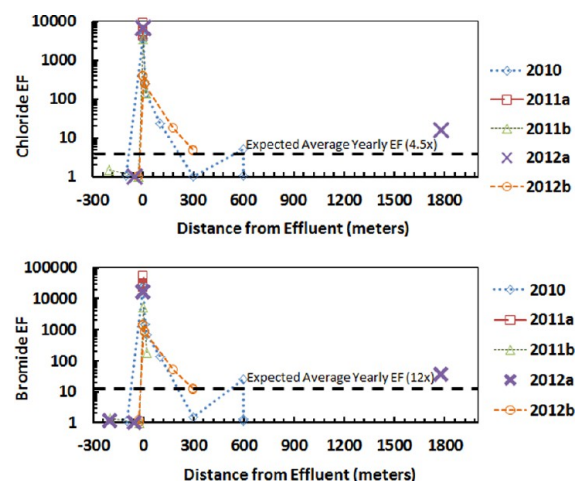 10000
1000
100
10
1
Chloride EF
Expected Average Yearly EF (4.5x)
-300 0 300 600 900 1200 1500 1800
Distance from Effluent (meters)
2010
2011a
2011b
2012a
2012b
100000
10000
1000
100
10
1
Bromide EF
Expected Average Yearly EF (12x)
-300 0 300 600 900 1200 1500 1800
Distance from Effluent (meters)
2010
2011a
2011b
2012a
2012b